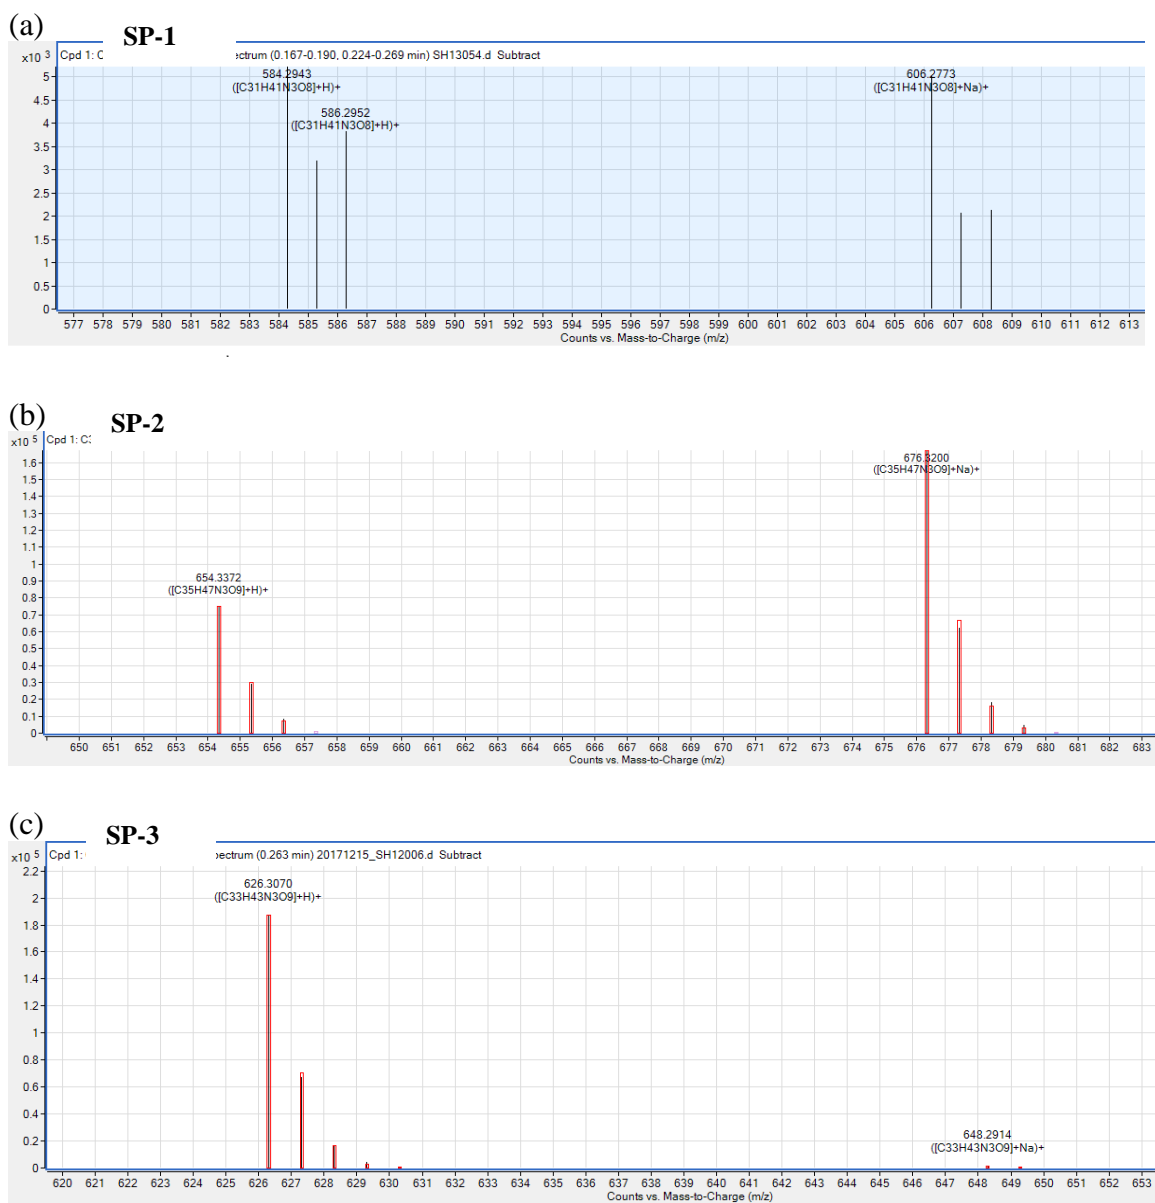 (a)
SP-1
x10 3 Cpd 1: C ectrum (0.167-0.190, 0.224-0.269 min) SH13054.d Subtract
584.2943
([C31H41N3O8]+H)+
586.2952
([C31H41N3O8]+H)+
606.2773
([C31H41N3O8]+Na)+
5
4.5
4
3.5
3
2.5
2
1.5
1
0.5
0
577 578 579 580 581 582 583 584 585 586 587 588 589 590 591 592 593 594 595 596 597 598 599 600 601 602 603 604 605 606 607 608 609 610 611 612 613
Counts vs. Mass-to-Charge (m/z)
(b)
SP-2
x10 5 Cpd 1: C
676.3200
([C35H47N3O9]+Na)+
654.3372
([C35H47N3O9]+H)+
1.6
1.5
1.4
1.3
1.2
1.1
1
0.9
0.8
0.7
0.6
0.5
0.4
0.3
0.2
0.1
0
650 651 652 653 654 655 656 657 658 659 660 661 662 663 664 665 666 667 668 669 670 671 672 673 674 675 676 677 678 679 680 681 682 683
Counts vs. Mass-to-Charge (m/z)
(c)
SP-3
x10 5 Cpd 1: pectrum (0.263 min) 20171215_SH12006.d Subtract
626.3070
([C33H43N3O9]+H)+
648.2914
([C33H43N3O9]+Na)+
2.2
2
1.8
1.6
1.4
1.2
1
0.8
0.6
0.4
0.2
0
620 621 622 623 624 625 626 627 628 629 630 631 632 633 634 635 636 637 638 639 640 641 642 643 644 645 646 647 648 649 650 651 652 653
Counts vs. Mass-to-Charge (m/z)